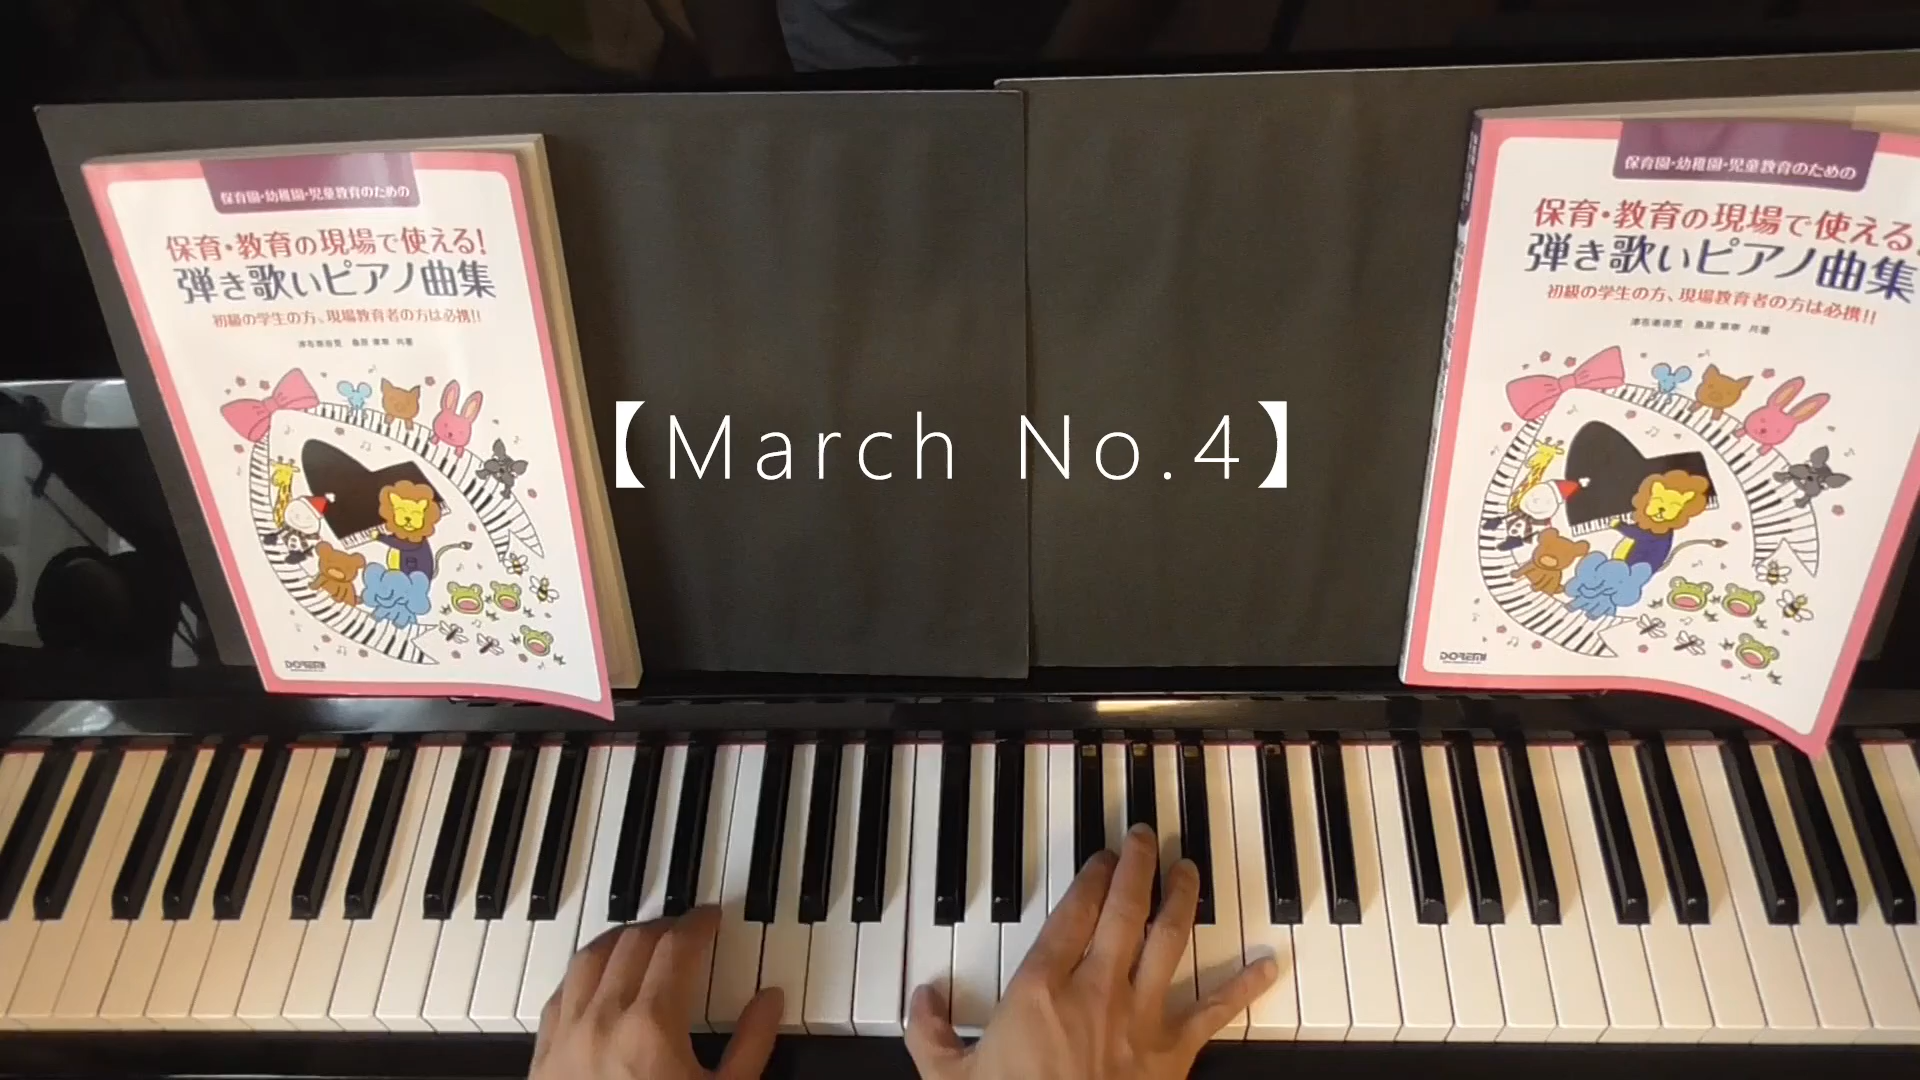 保育園・幼稚園・児童教育のための
保育・教育の現場で使える!
弾き歌いピアノ曲集
初級の学生の方、現場教育者の方は必携!!
DOREMI
【March No.4】
保育園・幼稚園・児童教育のための
保育・教育の現場で使える
弾き歌いピアノ曲集
初級の学生の方、現場教育者の方は必携!!
DOREMI